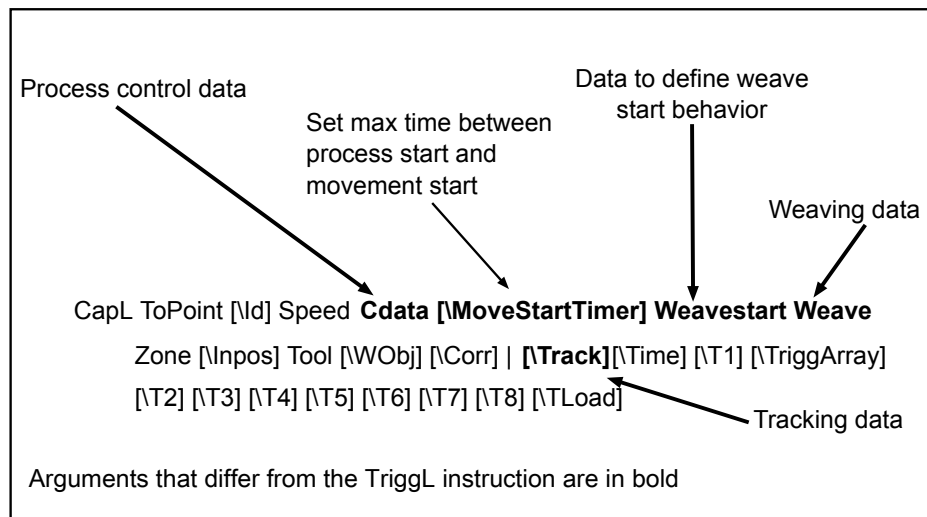 Process control data
Data to define weave
start behavior
Set max time between
process start and
movement start
Weaving data
CapL ToPoint [\Id] Speed Cdata [\MoveStartTimer] Weavestart Weave
Zone [\Inpos] Tool [\WObj] [\Corr] | [\Track][\Time] [\T1] [\TriggArray]
[\T2] [\T3] [\T4] [\T5] [\T6] [\T7] [\T8] [\TLoad]
Tracking data
Arguments that differ from the TriggL instruction are in bold